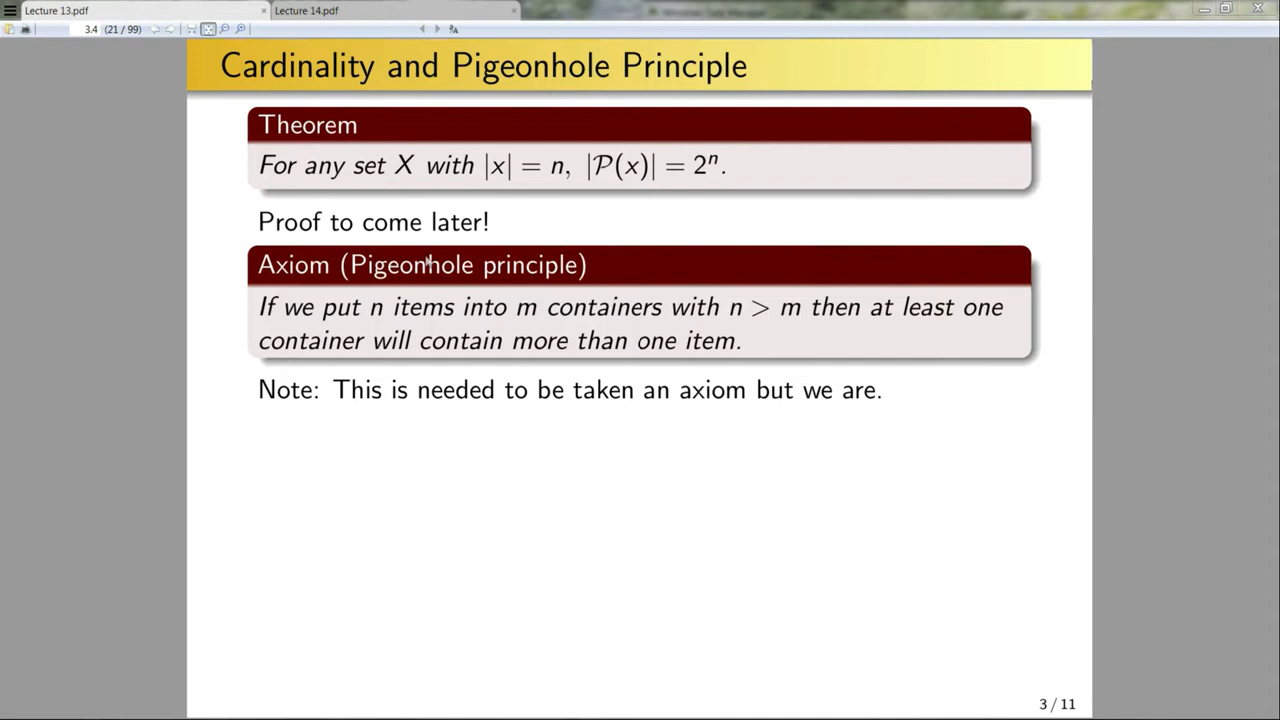 Lecture 13.pdf × Lecture 14.pdf ×
3.4 (21 / 99)
Cardinality and Pigeonhole Principle
Theorem
For any set X with |x| = n, |𝒫(x)| = 2ⁿ.
Proof to come later!
Axiom (Pigeonhole principle)
If we put n items into m containers with n > m then at least one
container will contain more than one item.
Note: This is needed to be taken an axiom but we are.
3 / 11